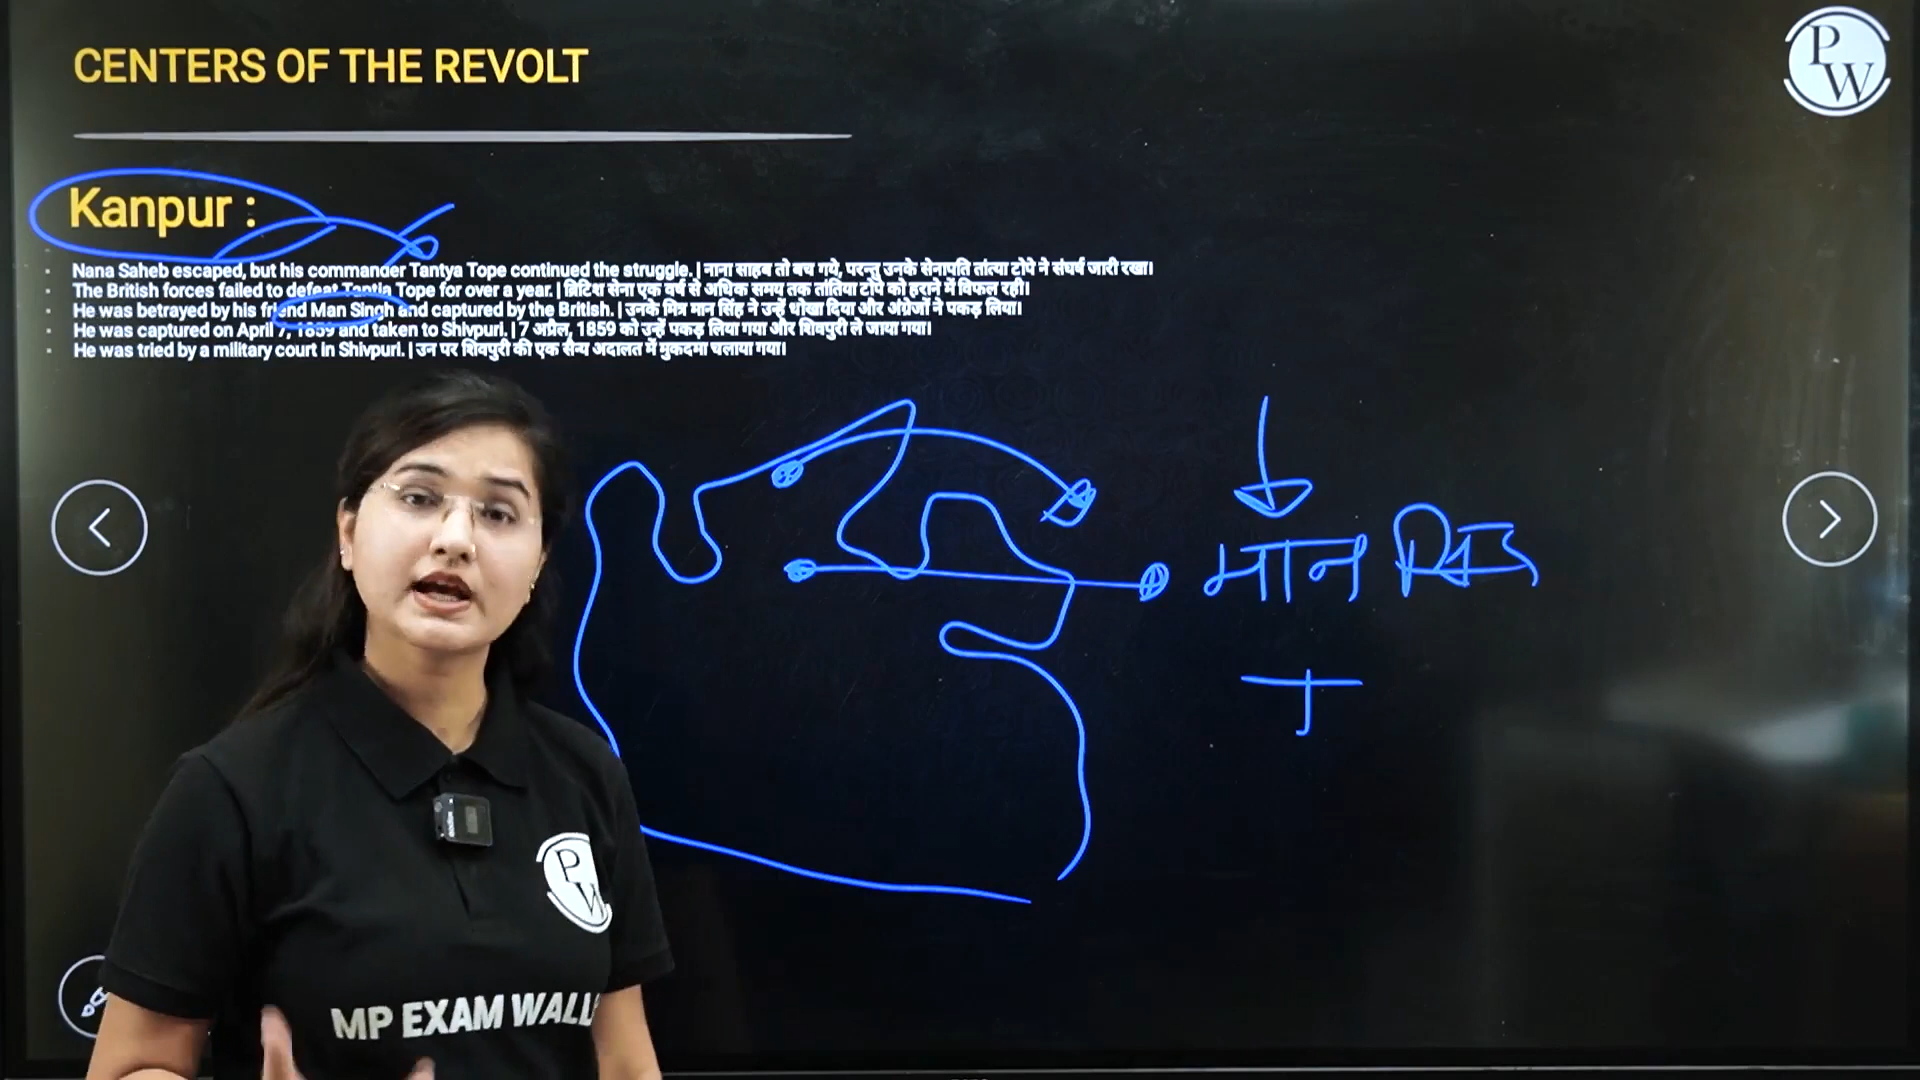 CENTERS OF THE REVOLT
PW
Kanpur :
Nana Saheb escaped, but his commander Tantya Tope continued the struggle. | नाना साहब तो बच गये, परन्तु उनके सेनापति तांत्या टोपे ने संघर्ष जारी रखा।
The British forces failed to defeat Tantia Tope for over a year. | ब्रिटिश सेना एक वर्ष से अधिक समय तक तांतिया टोपे को हराने में विफल रही।
He was betrayed by his friend Man Singh and captured by the British. | उनके मित्र मान सिंह ने उन्हें धोखा दिया और अंग्रेजों ने पकड़ लिया।
He was captured on April 7, 1859 and taken to Shivpuri. | 7 अप्रैल, 1859 को उन्हें पकड़ लिया गया और शिवपुरी ले जाया गया।
He was tried by a military court in Shivpuri. | उन पर शिवपुरी की एक सैन्य अदालत में मुकदमा चलाया गया।
मान सिंह
PW
MP EXAM WALL